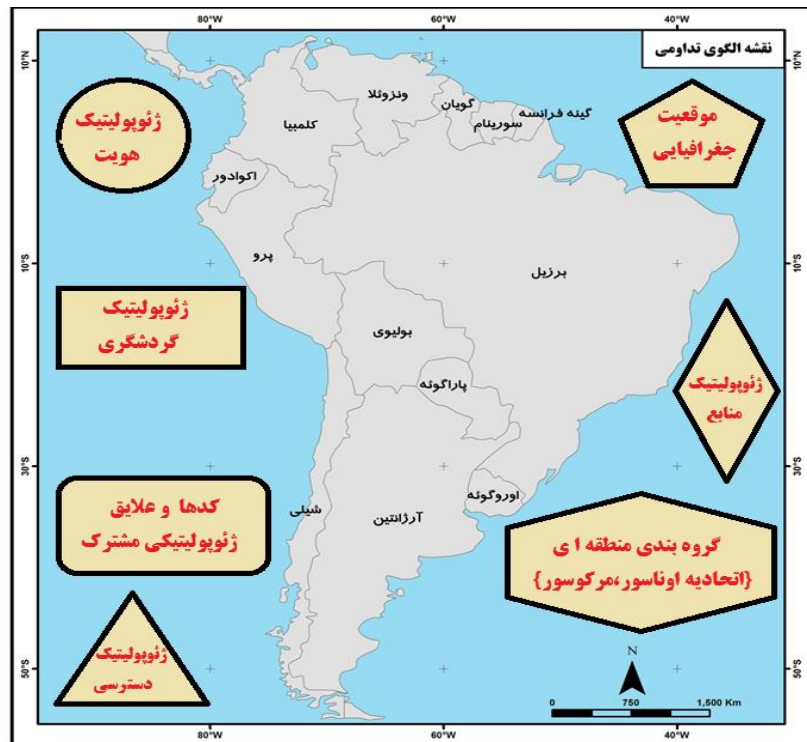 80°W
60°W
40°W
نقشه الگوی تداومی
10°N
10°N
ژئوپولیتیک
هویت
کلمبیا
ونزوئلا
گویان
سورینام
گینه فرانسه
موقعیت
جغرافیایی
اکوادور
پرو
برزیل
10°S
10°S
ژئوپولیتیک
گردشگری
بولیوی
پاراگوئه
ژئوپولیتیک
منابع
30°S
30°S
کدها و علایق
ژئوپولیتیکی مشترک
شیلی
آرژانتین
اوروگوئه
گروه بندی منطقه ا ی
{اتحادیه اوناسور،مرکوسور}
ژئوپولیتیک
دسترسی
50°S
50°S
N
0 750 1,500 Km
80°W
60°W
40°W